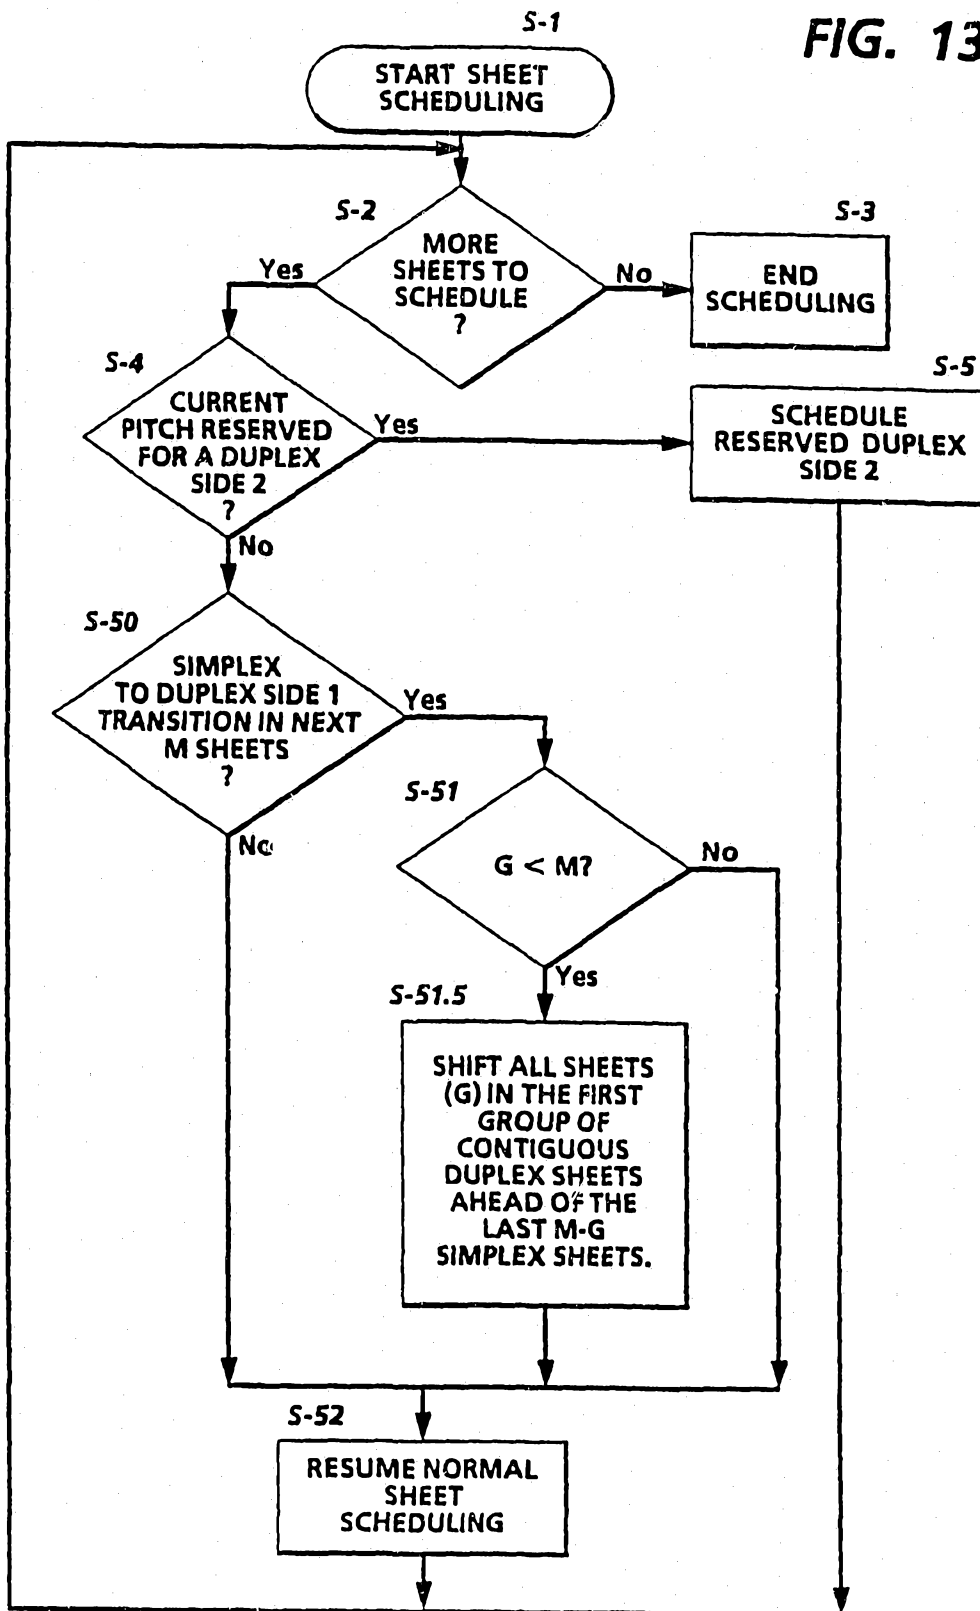 FIG. 13
S-1
START SHEET
SCHEDULING
S-2
MORE
SHEETS TO
SCHEDULE
?
Yes
No
S-3
END
SCHEDULING
S-4
CURRENT
PITCH RESERVED
FOR A DUPLEX
SIDE 2
?
Yes
No
S-5
SCHEDULE
RESERVED DUPLEX
SIDE 2
S-50
SIMPLEX
TO DUPLEX SIDE 1
TRANSITION IN NEXT
M SHEETS
?
Yes
No
S-51
G < M?
No
Yes
S-51.5
SHIFT ALL SHEETS
(G) IN THE FIRST
GROUP OF
CONTIGUOUS
DUPLEX SHEETS
AHEAD OF THE
LAST M-G
SIMPLEX SHEETS.
S-52
RESUME NORMAL
SHEET
SCHEDULING